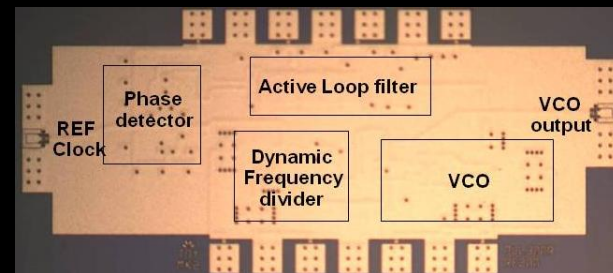 Active Loop filter
Phase
detector
REF
Clock
VCO
output
Dynamic
Frequency
divider
VCO